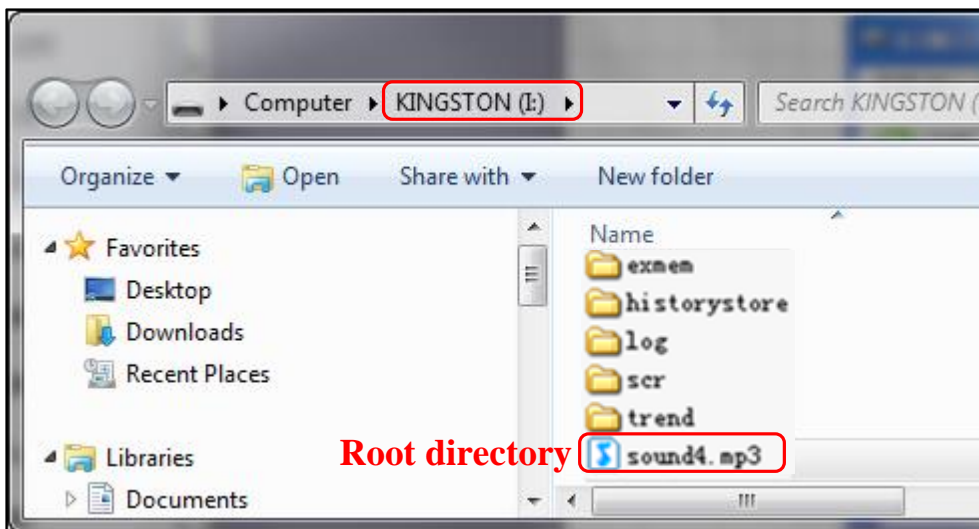 Computer KINGSTON (I:) Search KINGSTON (
Organize Open Share with New folder
Favorites
Desktop
Downloads
Recent Places
Libraries
Documents
Name
exmem
historystore
log
scr
trend
Root directory sound4.mp3